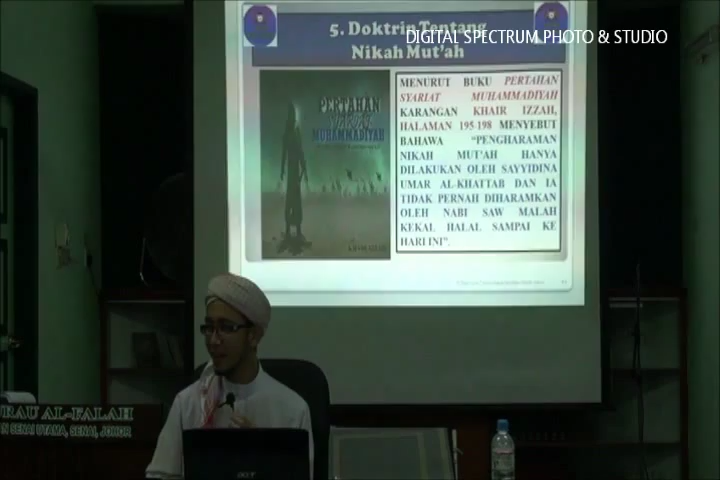 5. Doktrin Tentang
Nikah Mut'ah
DIGITAL SPECTRUM PHOTO & STUDIO
PERTAHAN
MUHAMMADIYAH
MENURUT BUKU PERTAHAN
SYARIAT MUHAMMADIYAH
KARANGAN KHAIR IZZAH,
HALAMAN 195-198 MENYEBUT
BAHAWA "PENGHARAMAN
NIKAH MUT'AH HANYA
DILAKUKAN OLEH SAYYIDINA
UMAR AL-KHATTAB DAN IA
TIDAK PERNAH DIHARAMKAN
OLEH NABI SAW MALAH
KEKAL HALAL SAMPAI KE
HARI INI".
URAU AL-FALAH
N SENAI UTAMA, SENAI, JOHOR
acer